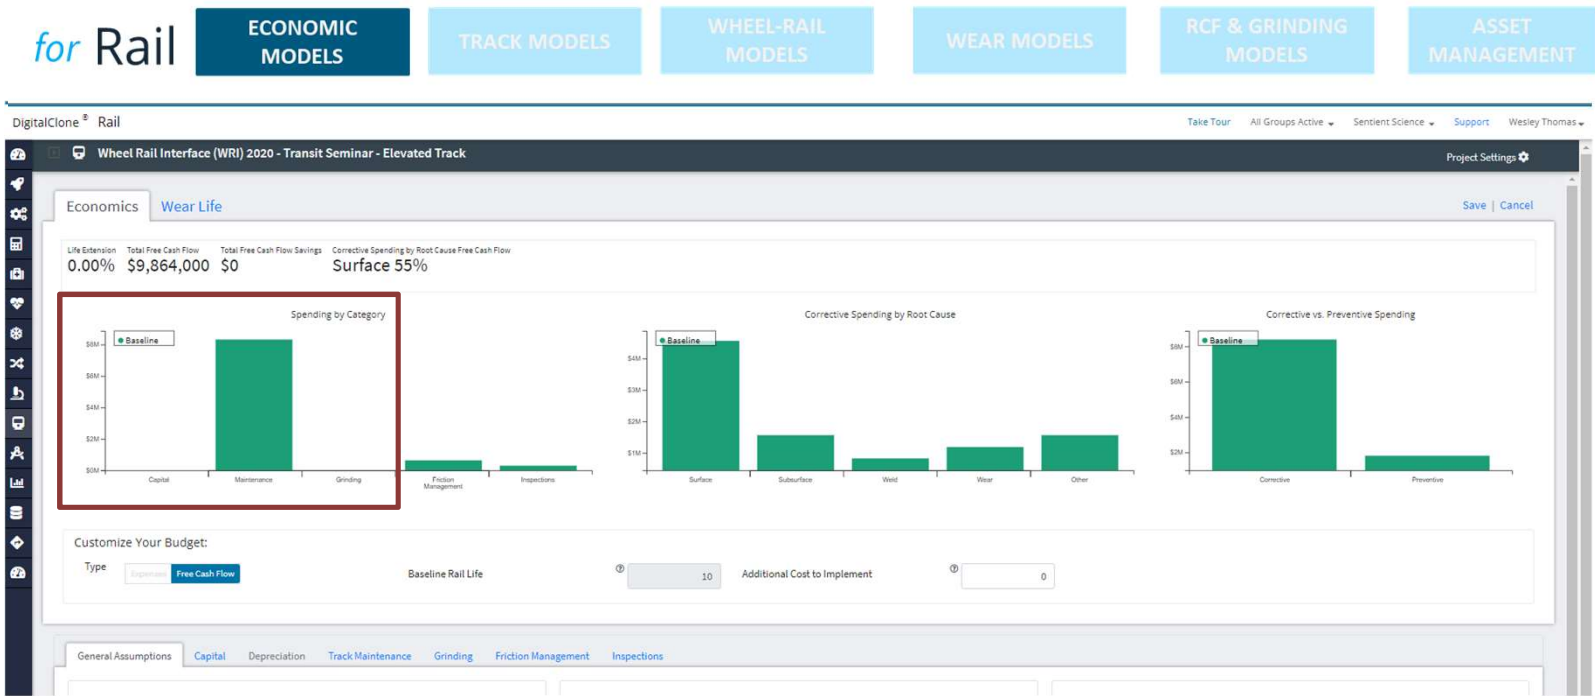 for Rail
ECONOMIC
MODELS
TRACK MODELS
WHEEL-RAIL
MODELS
WEAR MODELS
RCF & GRINDING
MODELS
ASSET
MANAGEMENT
DigitalClone ® Rail
Take Tour All Groups Active Sentient Science Support Wesley Thomas
Wheel Rail Interface (WRI) 2020 - Transit Seminar - Elevated Track
Project Settings
Economics Wear Life
Save | Cancel
Life Extension Total Free Cash Flow Total Free Cash Flow Savings Corrective Spending by Root Cause Free Cash Flow
0.00% $9,864,000 $0 Surface 55%
Spending by Category
Baseline
$8M
$6M
$4M
$2M
$0M
Capital Maintenance Grinding Friction
Management Inspections
Corrective Spending by Root Cause
Baseline
$4M
$3M
$2M
$1M
Surface Subsurface Weld Wear Other
Corrective vs. Preventive Spending
Baseline
$8M
$6M
$4M
$2M
Corrective Preventive
Customize Your Budget:
Type Expenses Free Cash Flow Baseline Rail Life 10 Additional Cost to Implement 0
General Assumptions Capital Depreciation Track Maintenance Grinding Friction Management Inspections